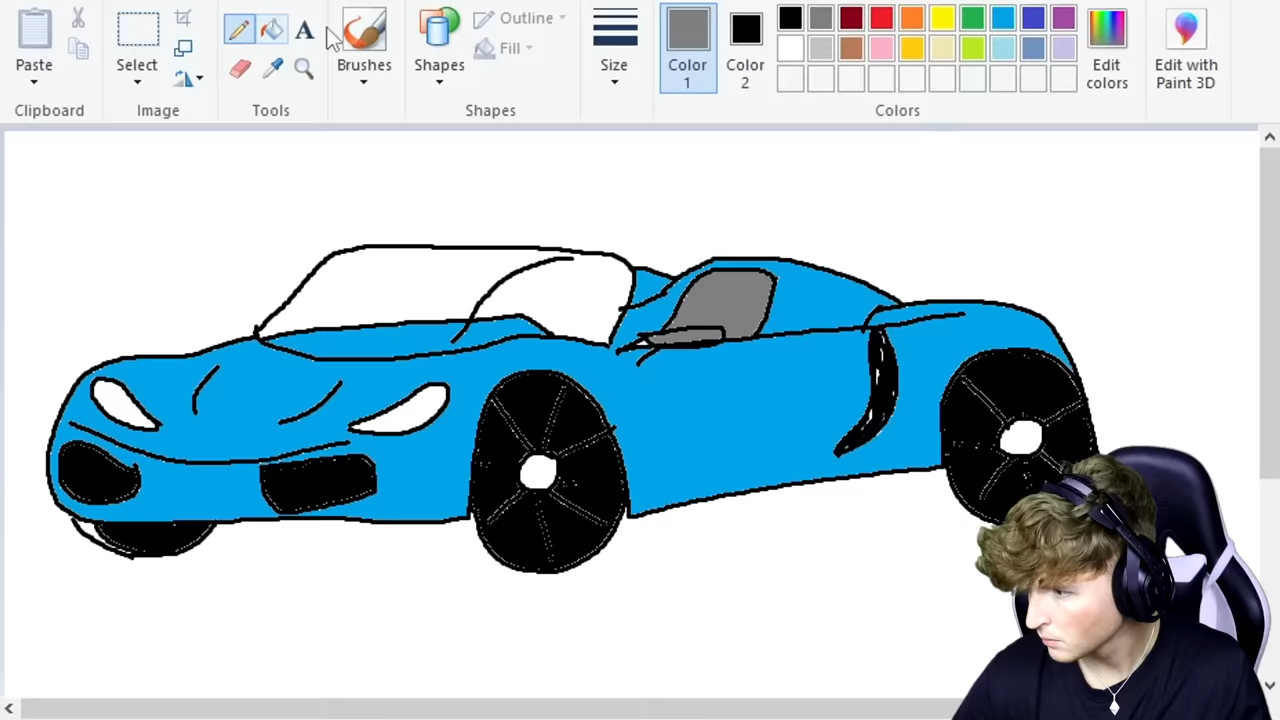 Outline
Fill
Paste
Select
A
Brushes
Shapes
Size
Color
1
Color
2
Edit
colors
Edit with
Paint 3D
Clipboard
Image
Tools
Shapes
Colors